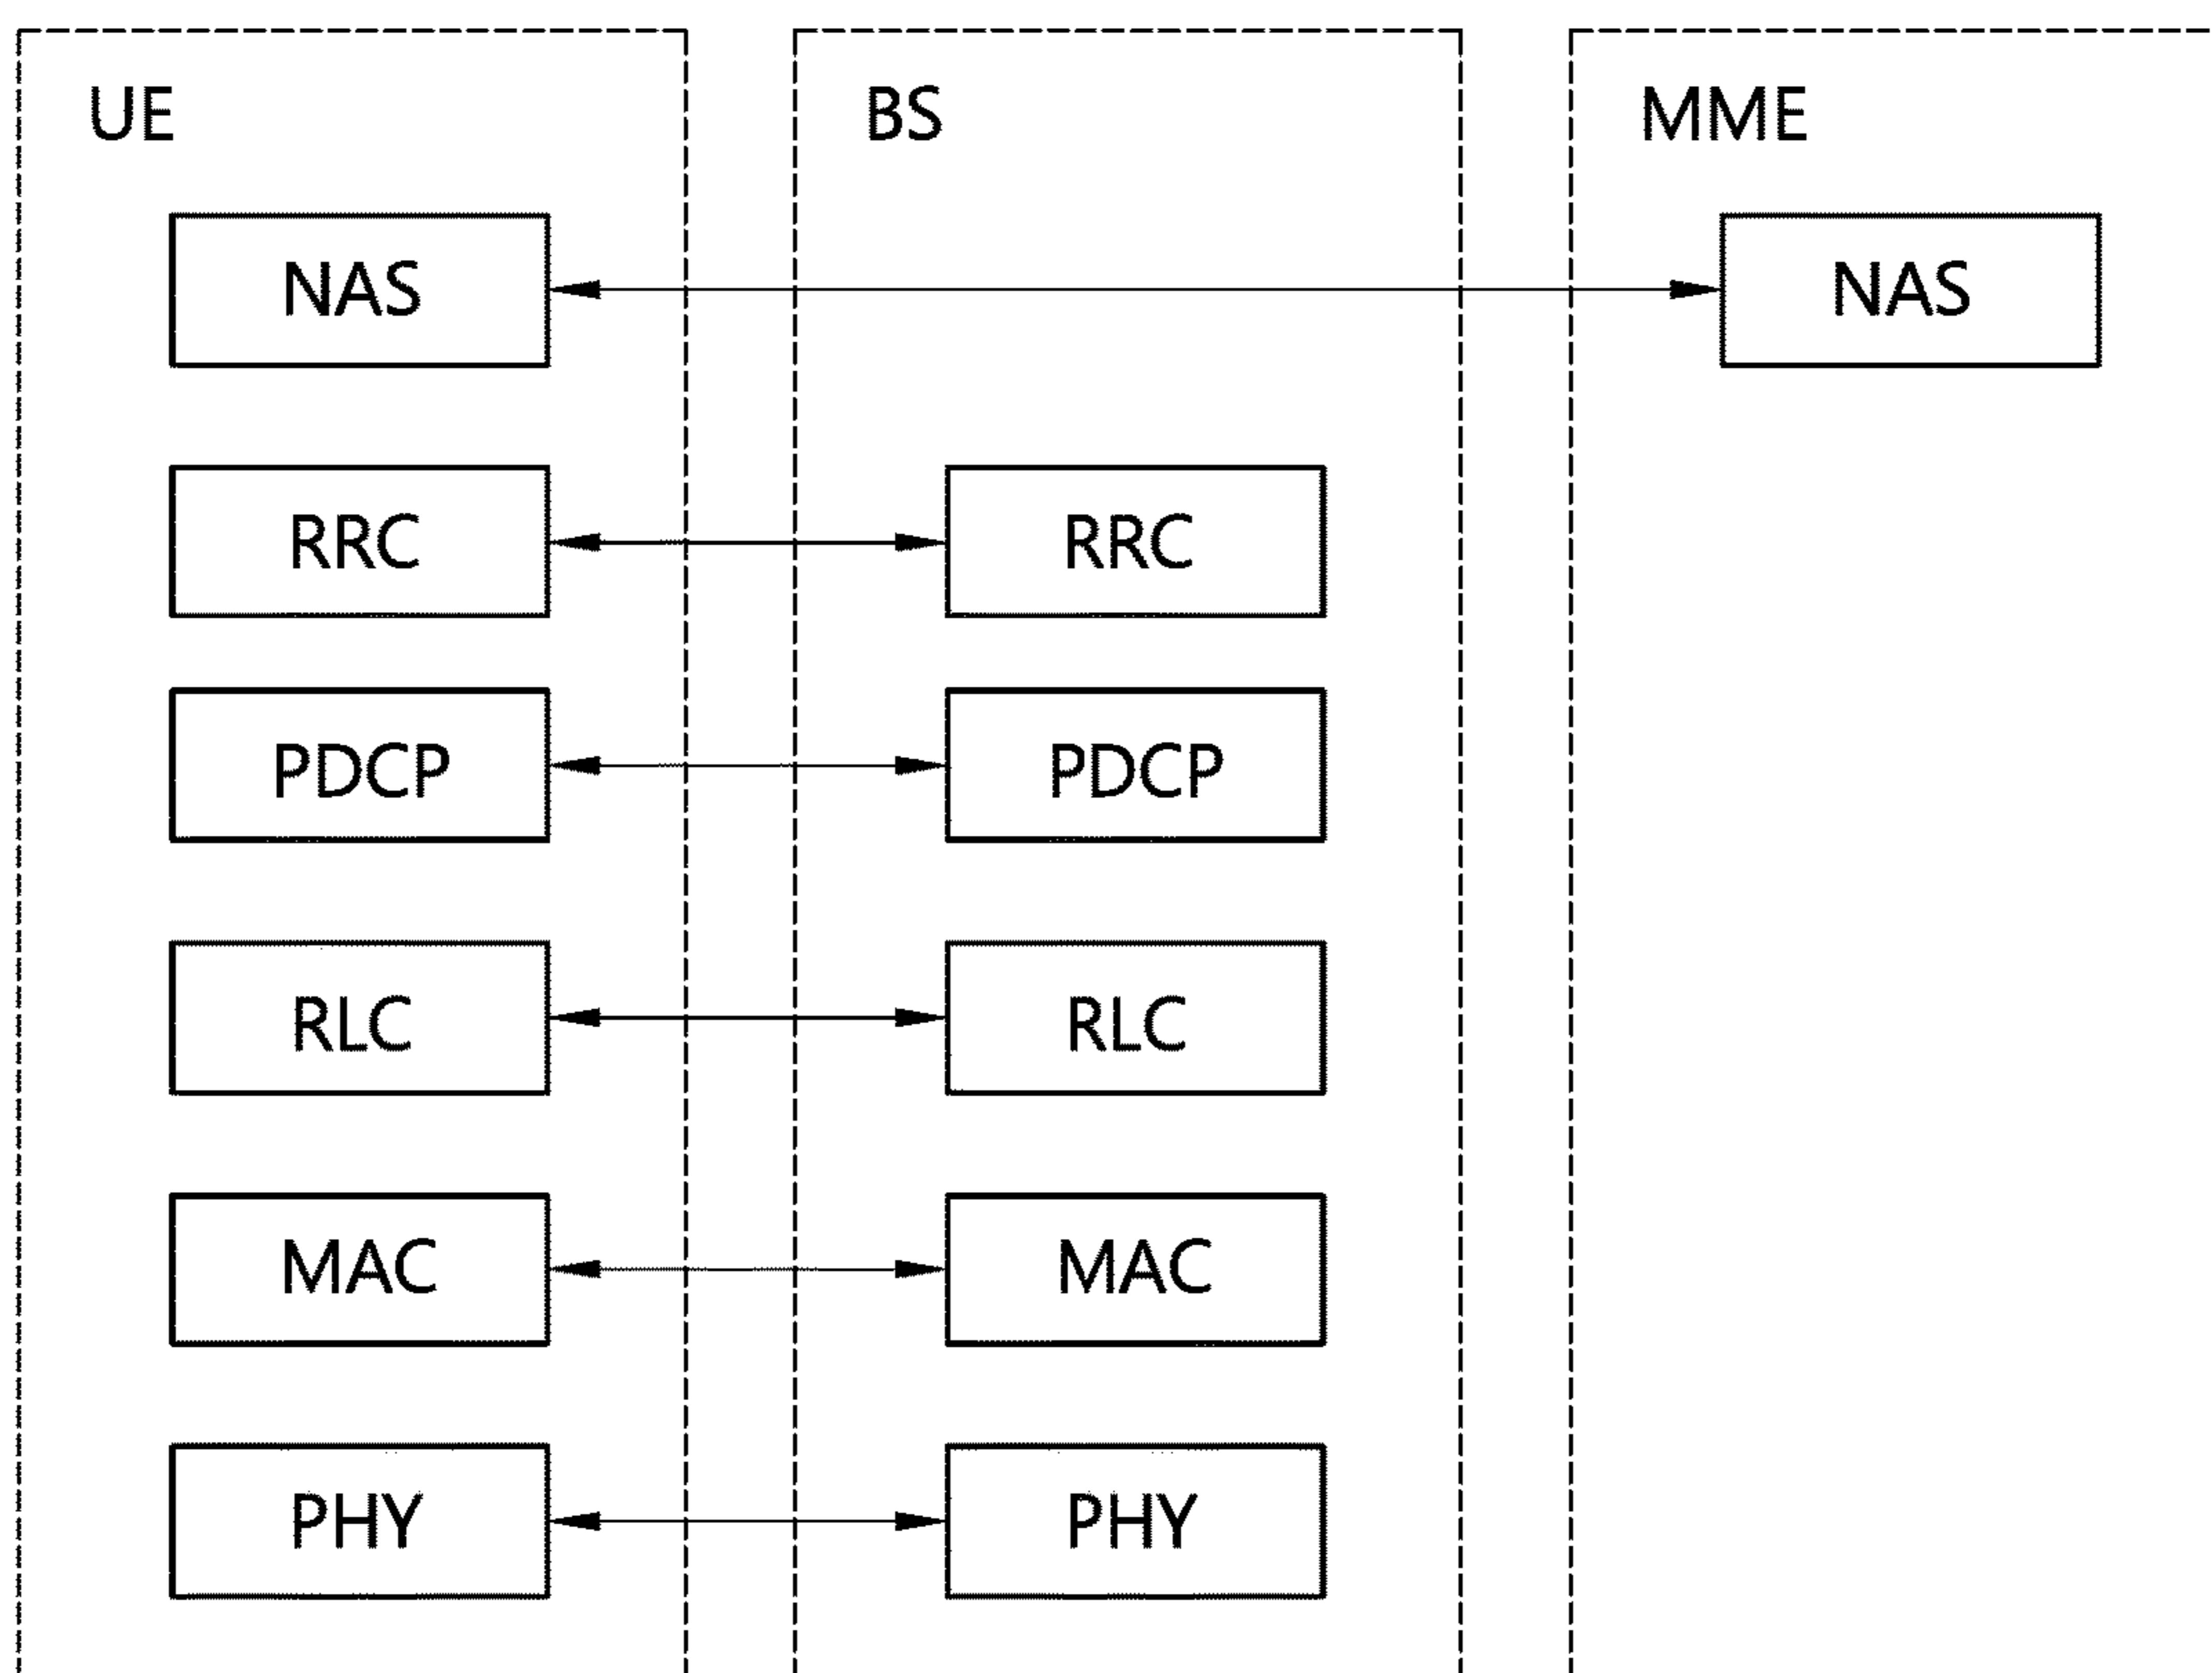 UE BS MME
NAS NAS
RRC RRC
PDCP PDCP
RLC RLC
MAC MAC
PHY PHY